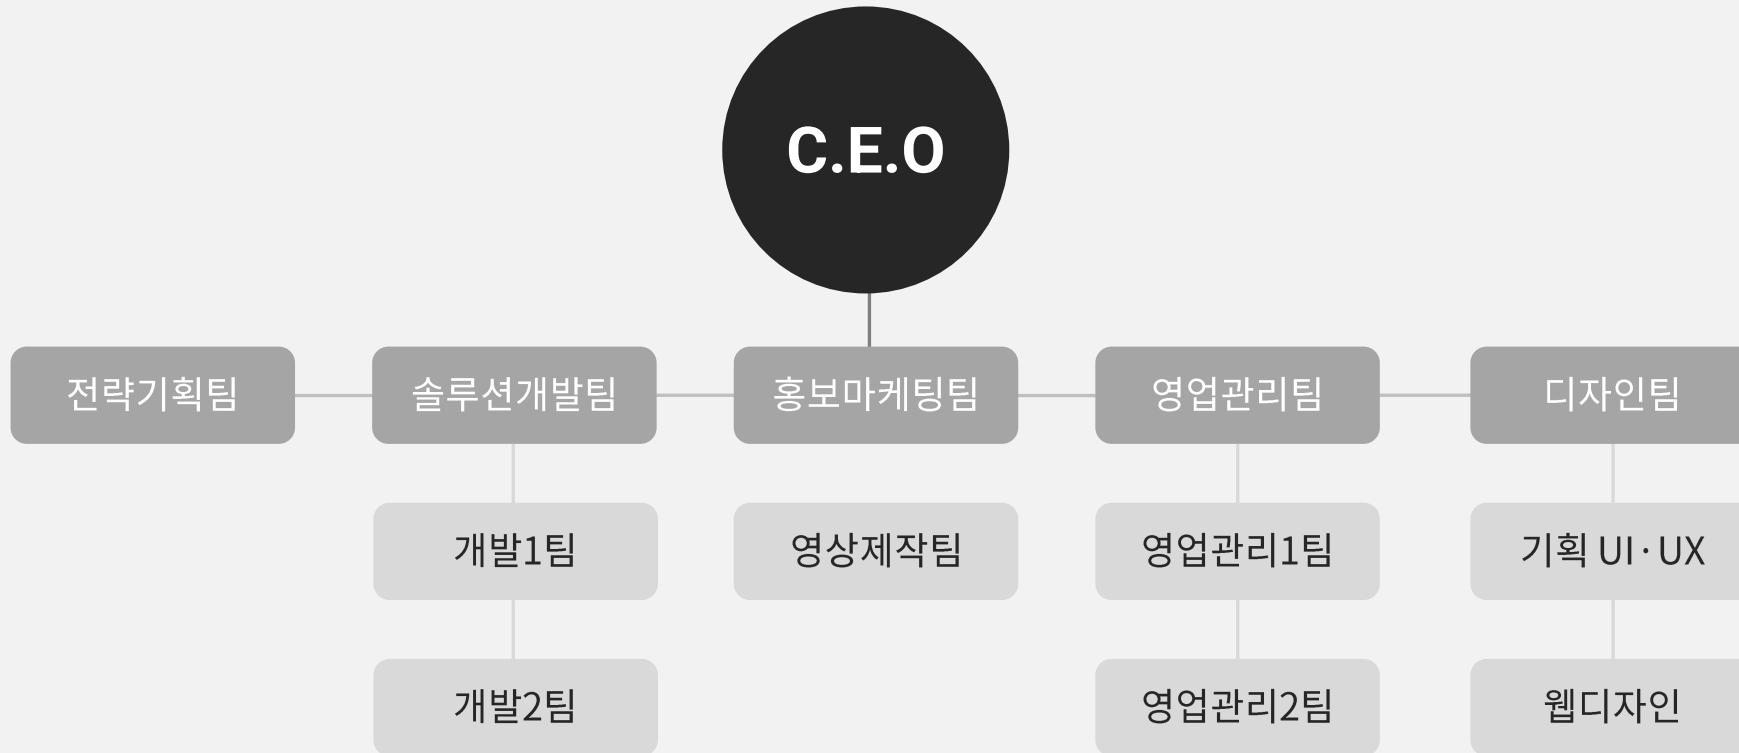 C.E.O
전략기획팀
솔루션개발팀
홍보마케팅팀
영업관리팀
디자인팀
개발1팀
영상제작팀
영업관리1팀
기획 UI·UX
개발2팀
영업관리2팀
웹디자인